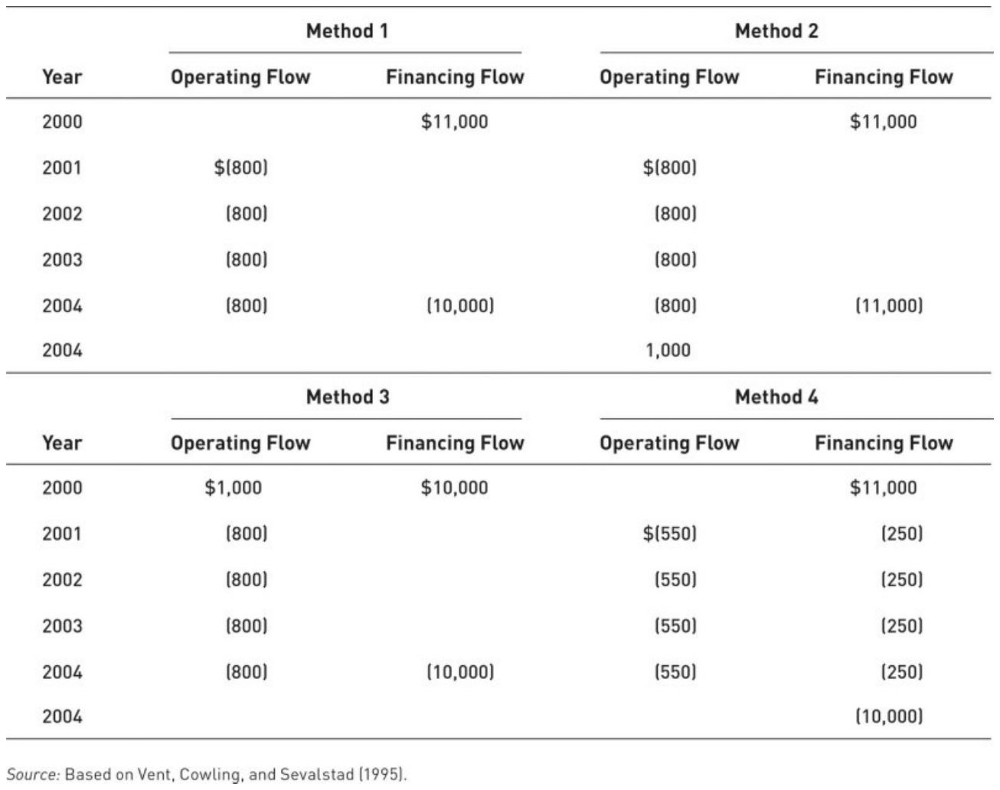 Method 1 Method 2
Year Operating Flow Financing Flow Operating Flow Financing Flow
2000 $11,000 $11,000
2001 $(800) $(800)
2002 (800) (800)
2003 (800) (800)
2004 (800) (10,000) (800) (11,000)
2004 1,000
Method 3 Method 4
Year Operating Flow Financing Flow Operating Flow Financing Flow
2000 $1,000 $10,000 $11,000
2001 (800) $(550) (250)
2002 (800) (550) (250)
2003 (800) (550) (250)
2004 (800) (10,000) (550) (250)
2004 (10,000)
Source: Based on Vent, Cowling, and Sevalstad (1995).